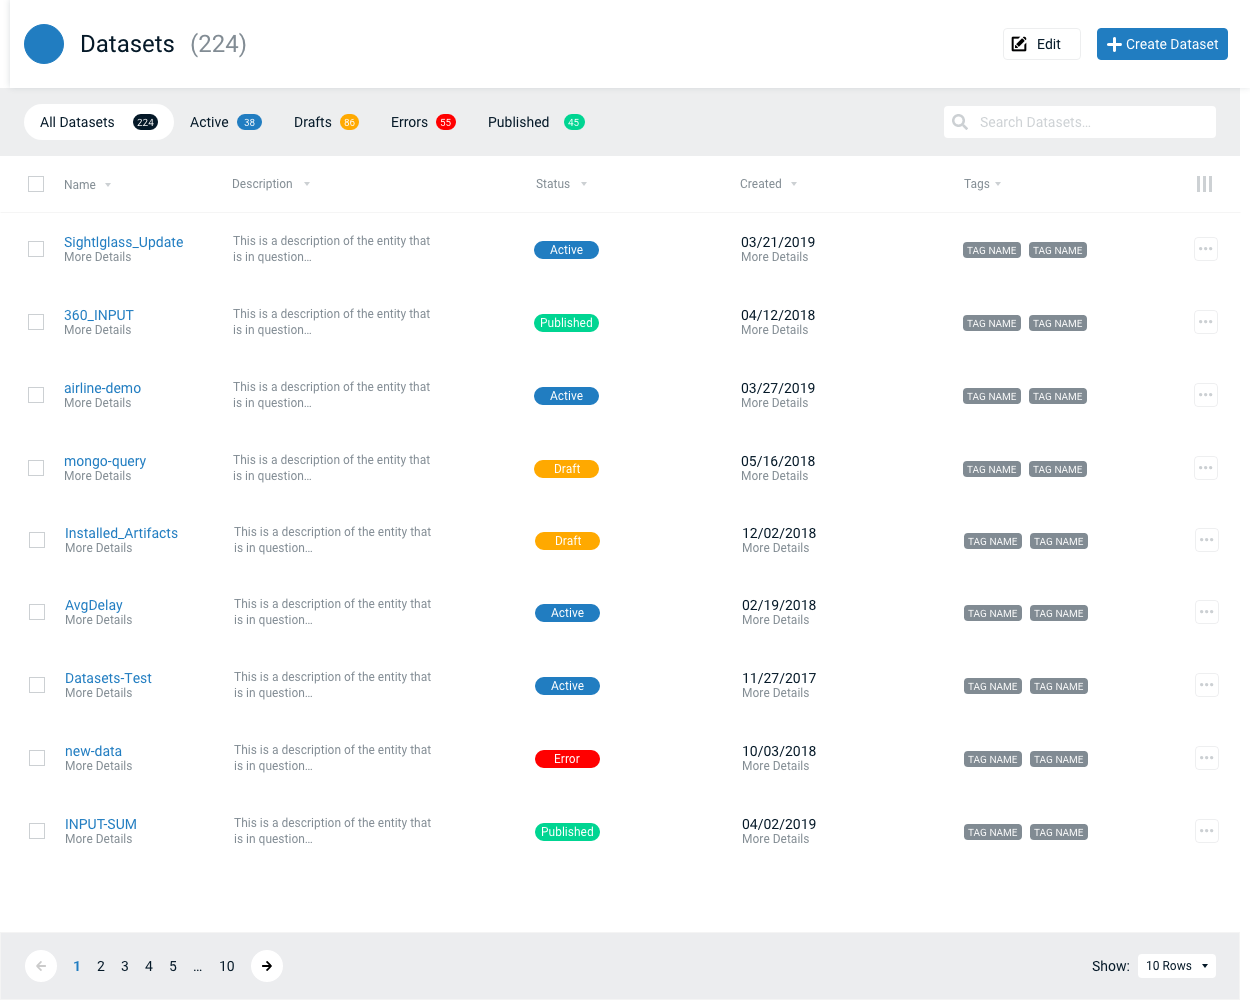 Datasets (224)
Edit
Create Dataset
All Datasets 224 Active 38 Drafts 86 Errors 55 Published 45
Search Datasets...
Name Description Status Created Tags
Sightlglass_Update
More Details
This is a description of the entity that
is in question...
Active
03/21/2019
More Details
TAG NAME TAG NAME
360_INPUT
More Details
This is a description of the entity that
is in question...
Published
04/12/2018
More Details
TAG NAME TAG NAME
airline-demo
More Details
This is a description of the entity that
is in question...
Active
03/27/2019
More Details
TAG NAME TAG NAME
mongo-query
More Details
This is a description of the entity that
is in question...
Draft
05/16/2018
More Details
TAG NAME TAG NAME
Installed_Artifacts
More Details
This is a description of the entity that
is in question...
Draft
12/02/2018
More Details
TAG NAME TAG NAME
AvgDelay
More Details
This is a description of the entity that
is in question...
Active
02/19/2018
More Details
TAG NAME TAG NAME
Datasets-Test
More Details
This is a description of the entity that
is in question...
Active
11/27/2017
More Details
TAG NAME TAG NAME
new-data
More Details
This is a description of the entity that
is in question...
Error
10/03/2018
More Details
TAG NAME TAG NAME
INPUT-SUM
More Details
This is a description of the entity that
is in question...
Published
04/02/2019
More Details
TAG NAME TAG NAME
1 2 3 4 5 ... 10
Show: 10 Rows